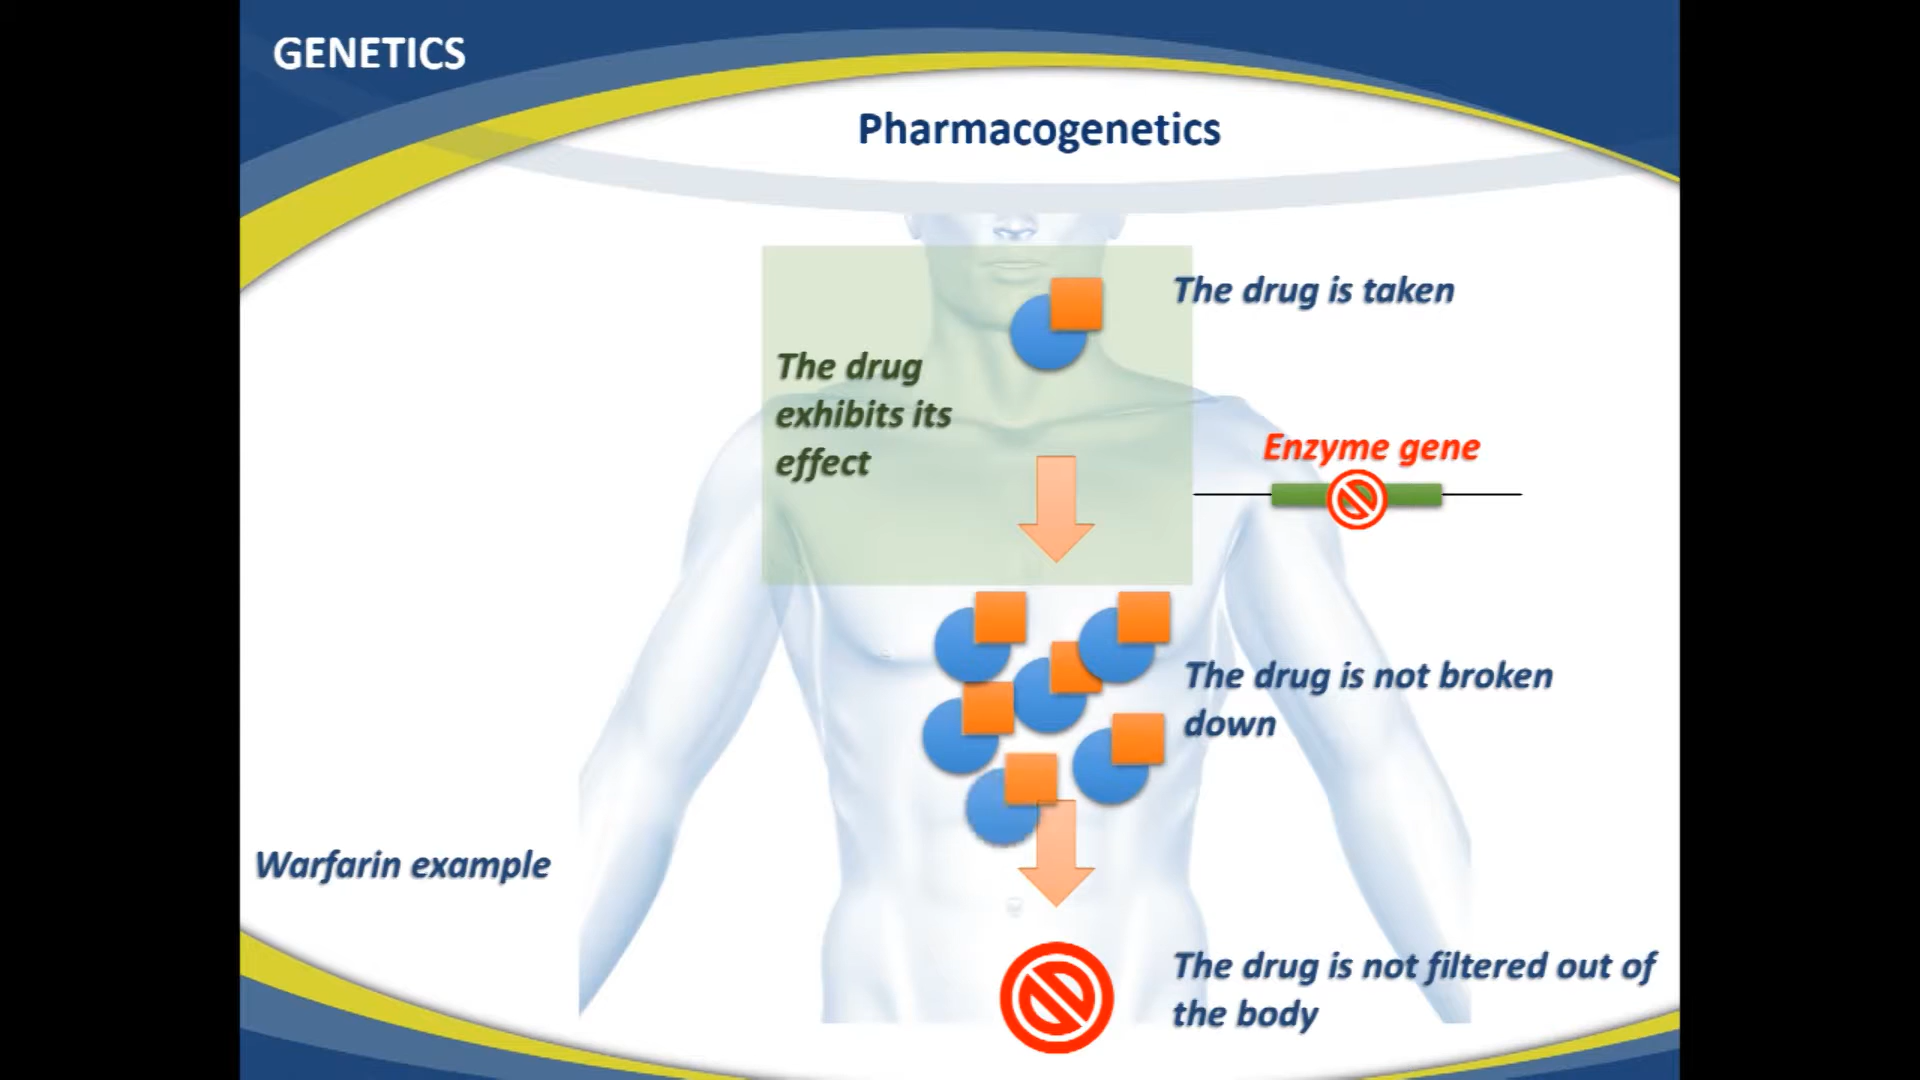 GENETICS
Pharmacogenetics
The drug is taken
The drug
exhibits its
effect
Enzyme gene
The drug is not broken
down
Warfarin example
The drug is not filtered out of
the body